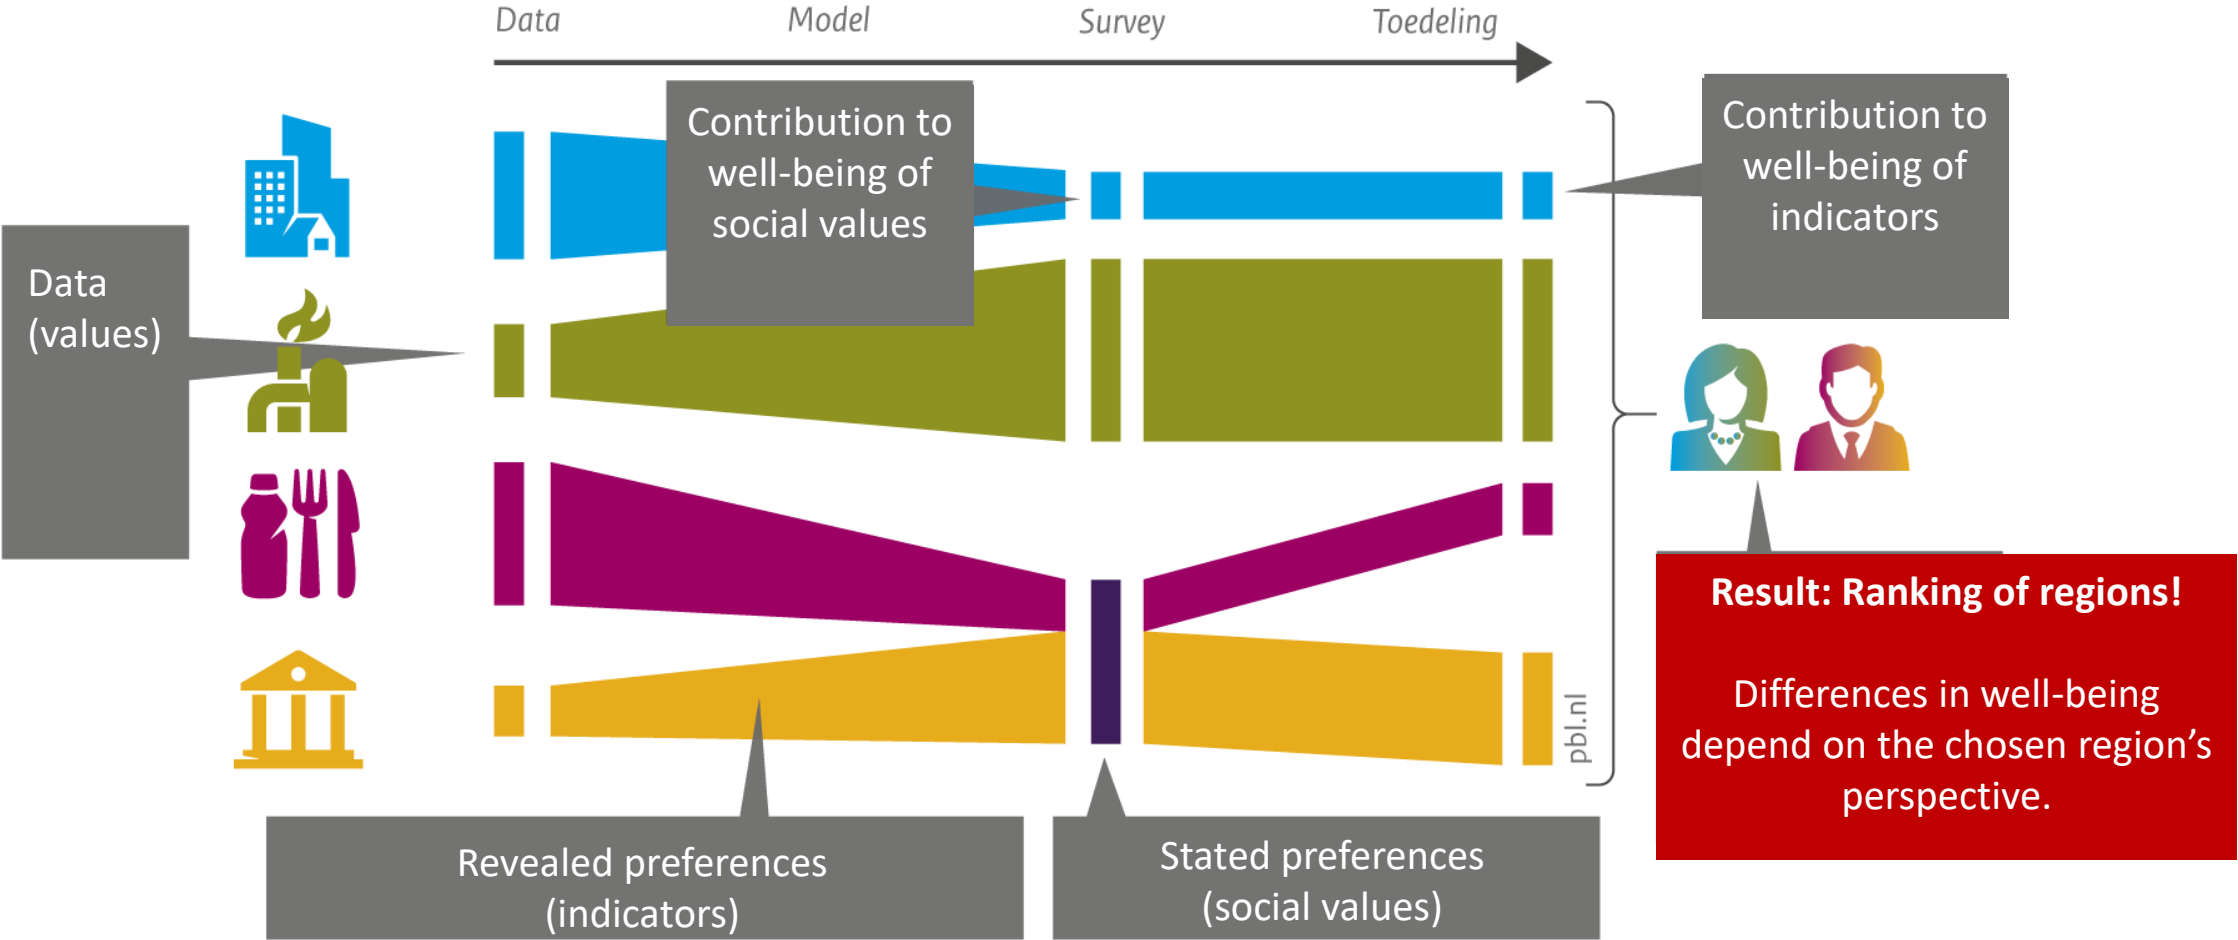 Data Model Survey Toedeling
Contribution to
well-being of
social values
Contribution to
well-being of
indicators
Data
(values)
Result: Ranking of regions!
Differences in well-being
depend on the chosen region’s
perspective.
pbl.nl
Revealed preferences
(indicators)
Stated preferences
(social values)